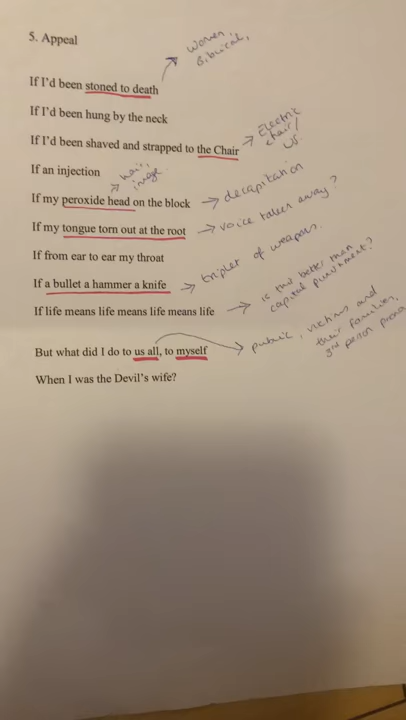 5. Appeal
women,
Biblical,
If I'd been stoned to death
If I'd been hung by the neck
If I'd been shaved and strapped to the Chair
→ Electric
chair/
US
If an injection
hair,
image
If my peroxide head on the block
→ decapitation
If my tongue torn out at the root
→ voice taken away?
If from ear to ear my throat
If a bullet a hammer a knife
→ triplet of weapons.
If life means life means life means life
→ is this better than
capital punishment?
But what did I do to us all, to myself
public, victims and
their families,
person
When I was the Devil's wife?